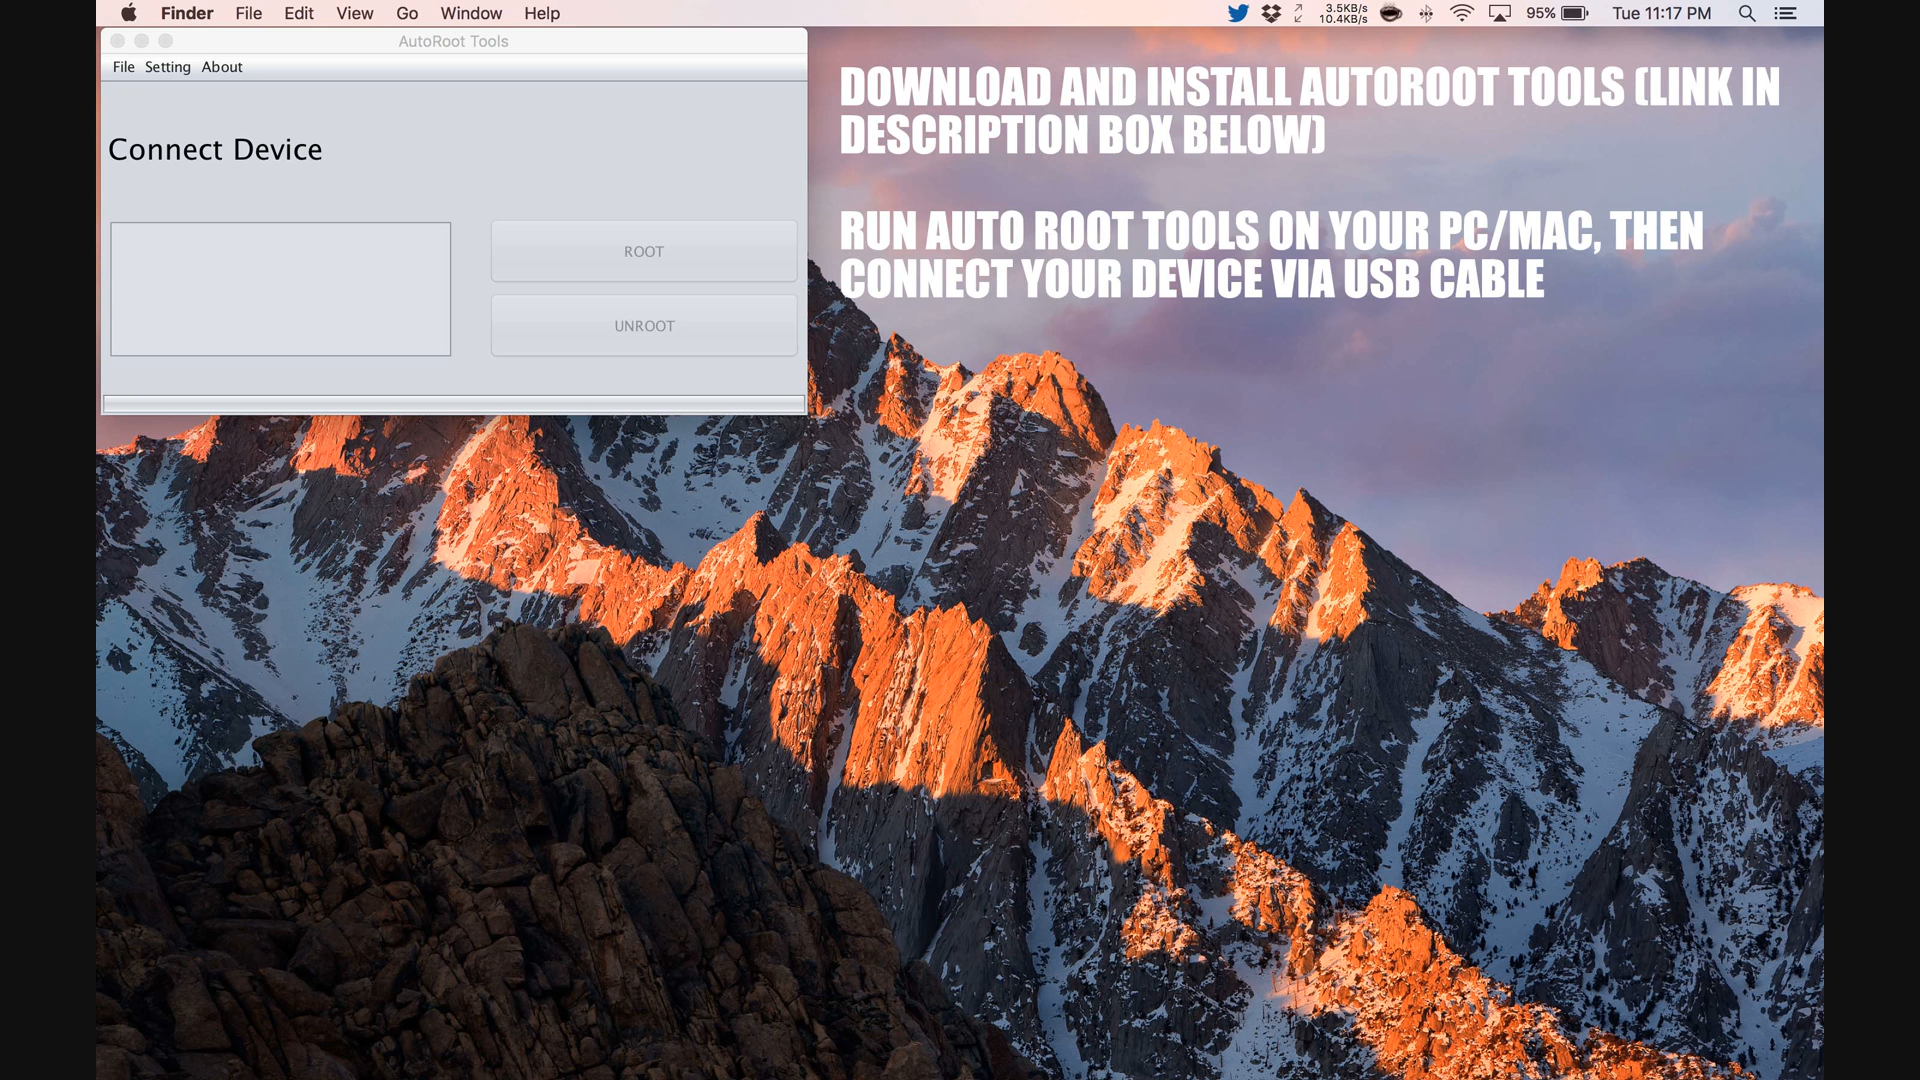 Finder File Edit View Go Window Help 3.5KB/s 10.4KB/s 95% Tue 11:17 PM
AutoRoot Tools
File Setting About
Connect Device
ROOT
UNROOT
DOWNLOAD AND INSTALL AUTOROOT TOOLS (LINK IN
DESCRIPTION BOX BELOW)
RUN AUTO ROOT TOOLS ON YOUR PC/MAC, THEN
CONNECT YOUR DEVICE VIA USB CABLE